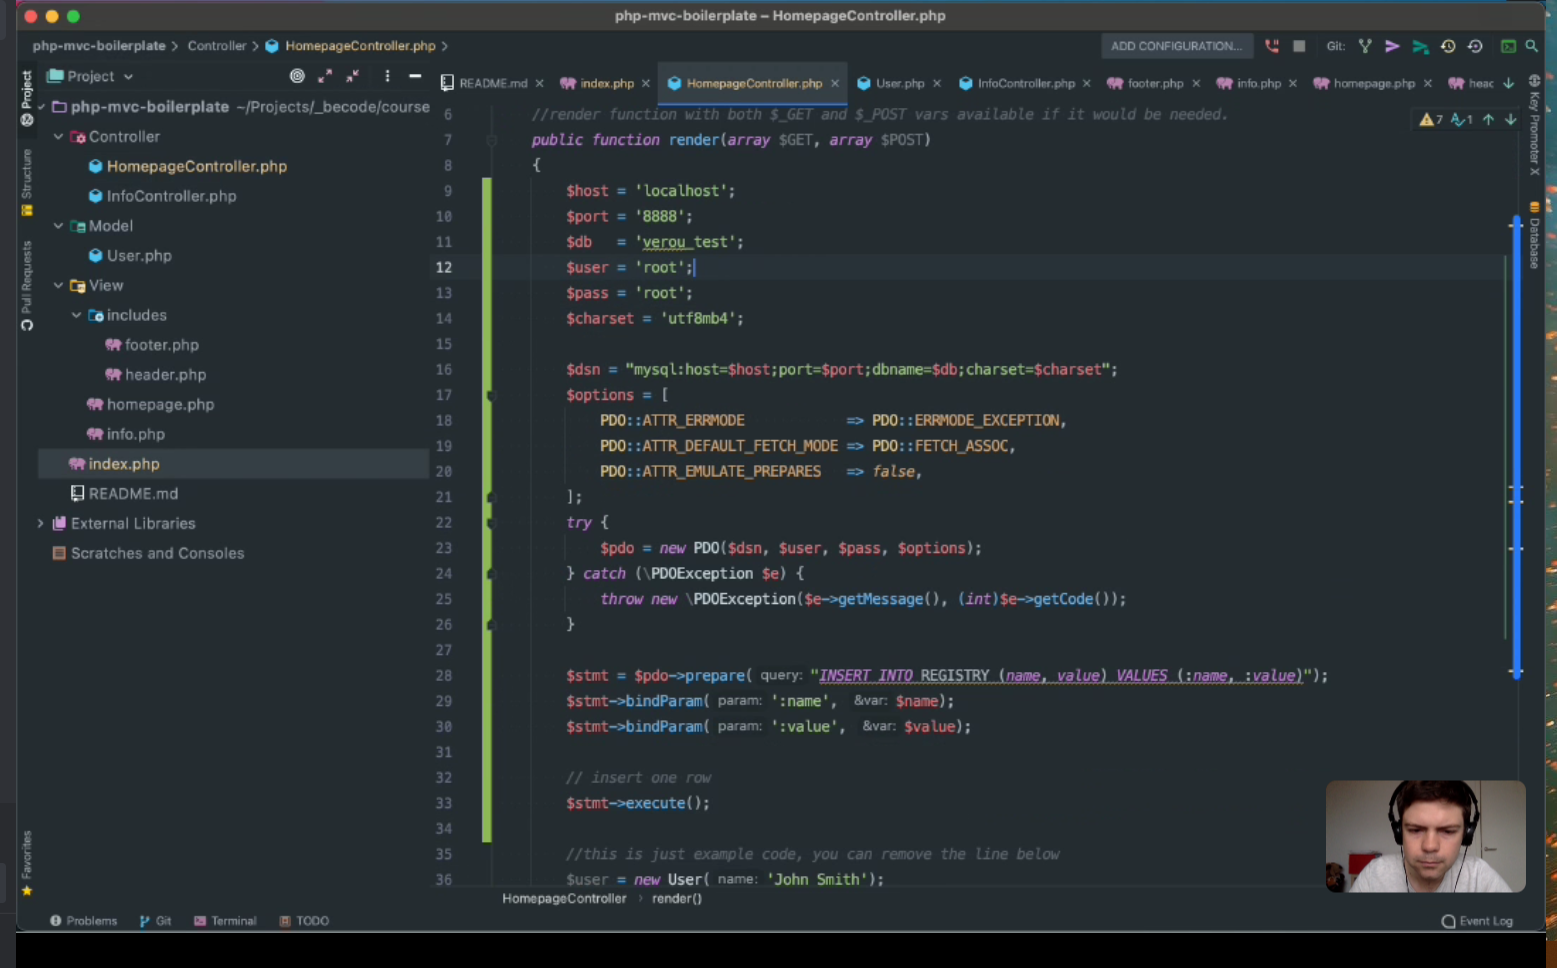 php-mvc-boilerplate – HomepageController.php
php-mvc-boilerplate > Controller > HomepageController.php >
ADD CONFIGURATION...
Git:
Project
README.md
index.php
HomepageController.php
User.php
InfoController.php
footer.php
info.php
homepage.php
heac
Project
Structure
Pull Requests
Favorites
php-mvc-boilerplate ~/Projects/_becode/course
Controller
HomepageController.php
InfoController.php
Model
User.php
View
includes
footer.php
header.php
homepage.php
info.php
index.php
README.md
External Libraries
Scratches and Consoles
7 1
6 //render function with both $_GET and $_POST vars available if it would be needed.
7 public function render(array $GET, array $POST)
8 {
9 $host = 'localhost';
10 $port = '8888';
11 $db = 'verou_test';
12 $user = 'root';
13 $pass = 'root';
14 $charset = 'utf8mb4';
15
16 $dsn = "mysql:host=$host;port=$port;dbname=$db;charset=$charset";
17 $options = [
18 PDO::ATTR_ERRMODE => PDO::ERRMODE_EXCEPTION,
19 PDO::ATTR_DEFAULT_FETCH_MODE => PDO::FETCH_ASSOC,
20 PDO::ATTR_EMULATE_PREPARES => false,
21 ];
22 try {
23 $pdo = new PDO($dsn, $user, $pass, $options);
24 } catch (\PDOException $e) {
25 throw new \PDOException($e->getMessage(), (int)$e->getCode());
26 }
27
28 $stmt = $pdo->prepare( query: "INSERT INTO REGISTRY (name, value) VALUES (:name, :value)");
29 $stmt->bindParam( param: ':name', &var: $name);
30 $stmt->bindParam( param: ':value', &var: $value);
31
32 // insert one row
33 $stmt->execute();
34
35 //this is just example code, you can remove the line below
36 $user = new User( name: 'John Smith');
HomepageController > render()
Key Promoter X
Database
Problems
Git
Terminal
TODO
Event Log